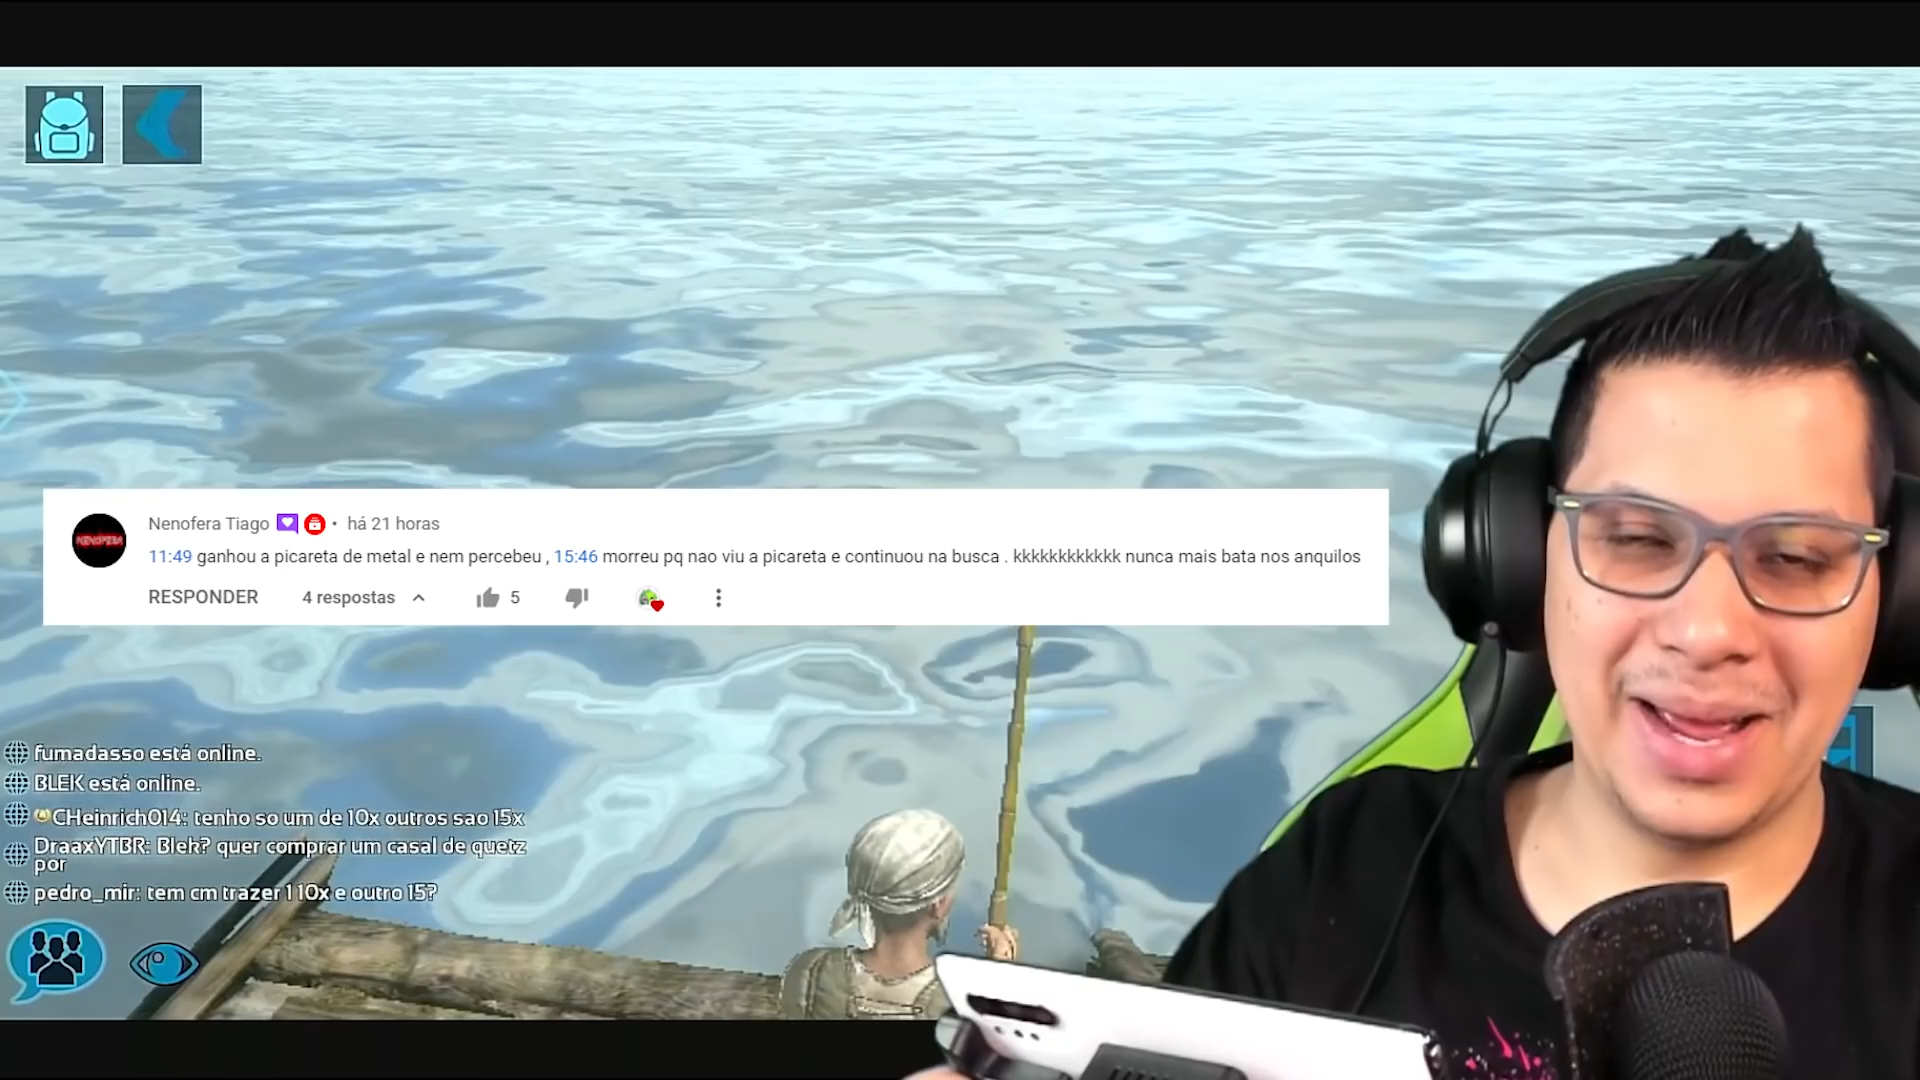 Nenofera Tiago • há 21 horas
NENOFERA
11:49 ganhou a picareta de metal e nem percebeu , 15:46 morreu pq nao viu a picareta e continuou na busca . kkkkkkkkkkkk nunca mais bata nos anquilos
RESPONDER 4 respostas 5
fumadasso está online.
BLEK está online.
CHeinrich014: tenho so um de 10x outros sao 15x
DraaxYTBR: Blek? quer comprar um casal de quetz
por
pedro_mir: tem cm trazer 1 10x e outro 15?